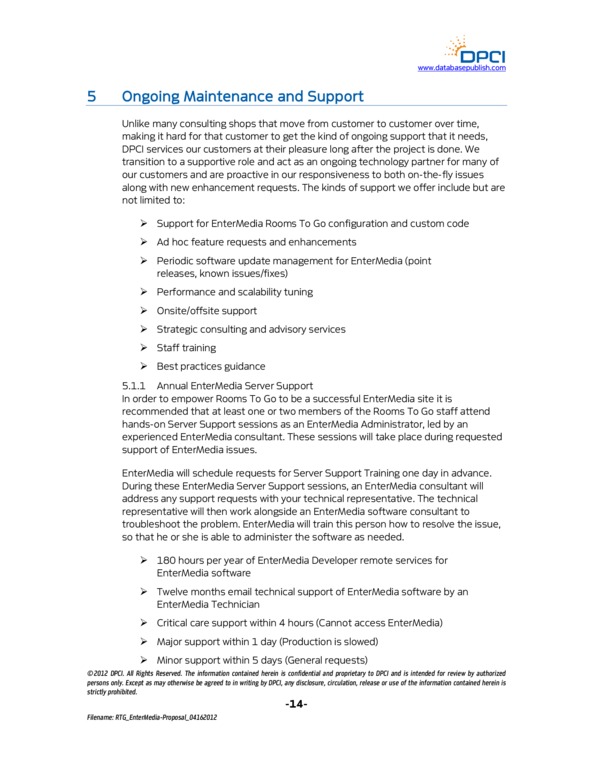 DPCI
www.databasepublish.com
5 Ongoing Maintenance and Support
Unlike many consulting shops that move from customer to customer over time,
making it hard for that customer to get the kind of ongoing support that it needs,
DPCI services our customers at their pleasure long after the project is done. We
transition to a supportive role and act as an ongoing technology partner for many of
our customers and are proactive in our responsiveness to both on-the-fly issues
along with new enhancement requests. The kinds of support we offer include but are
not limited to:
➢ Support for EnterMedia Rooms To Go configuration and custom code
➢ Ad hoc feature requests and enhancements
➢ Periodic software update management for EnterMedia (point
releases, known issues/fixes)
➢ Performance and scalability tuning
➢ Onsite/offsite support
➢ Strategic consulting and advisory services
➢ Staff training
➢ Best practices guidance
5.1.1 Annual EnterMedia Server Support
In order to empower Rooms To Go to be a successful EnterMedia site it is
recommended that at least one or two members of the Rooms To Go staff attend
hands-on Server Support sessions as an EnterMedia Administrator, led by an
experienced EnterMedia consultant. These sessions will take place during requested
support of EnterMedia issues.
EnterMedia will schedule requests for Server Support Training one day in advance.
During these EnterMedia Server Support sessions, an EnterMedia consultant will
address any support requests with your technical representative. The technical
representative will then work alongside an EnterMedia software consultant to
troubleshoot the problem. EnterMedia will train this person how to resolve the issue,
so that he or she is able to administer the software as needed.
➢ 180 hours per year of EnterMedia Developer remote services for
EnterMedia software
➢ Twelve months email technical support of EnterMedia software by an
EnterMedia Technician
➢ Critical care support within 4 hours (Cannot access EnterMedia)
➢ Major support within 1 day (Production is slowed)
➢ Minor support within 5 days (General requests)
©2012 DPCI. All Rights Reserved. The information contained herein is confidential and proprietary to DPCI and is intended for review by authorized
persons only. Except as may otherwise be agreed to in writing by DPCI, any disclosure, circulation, release or use of the information contained herein is
strictly prohibited.
-14-
Filename: RTG_EnterMedia-Proposal_04162012